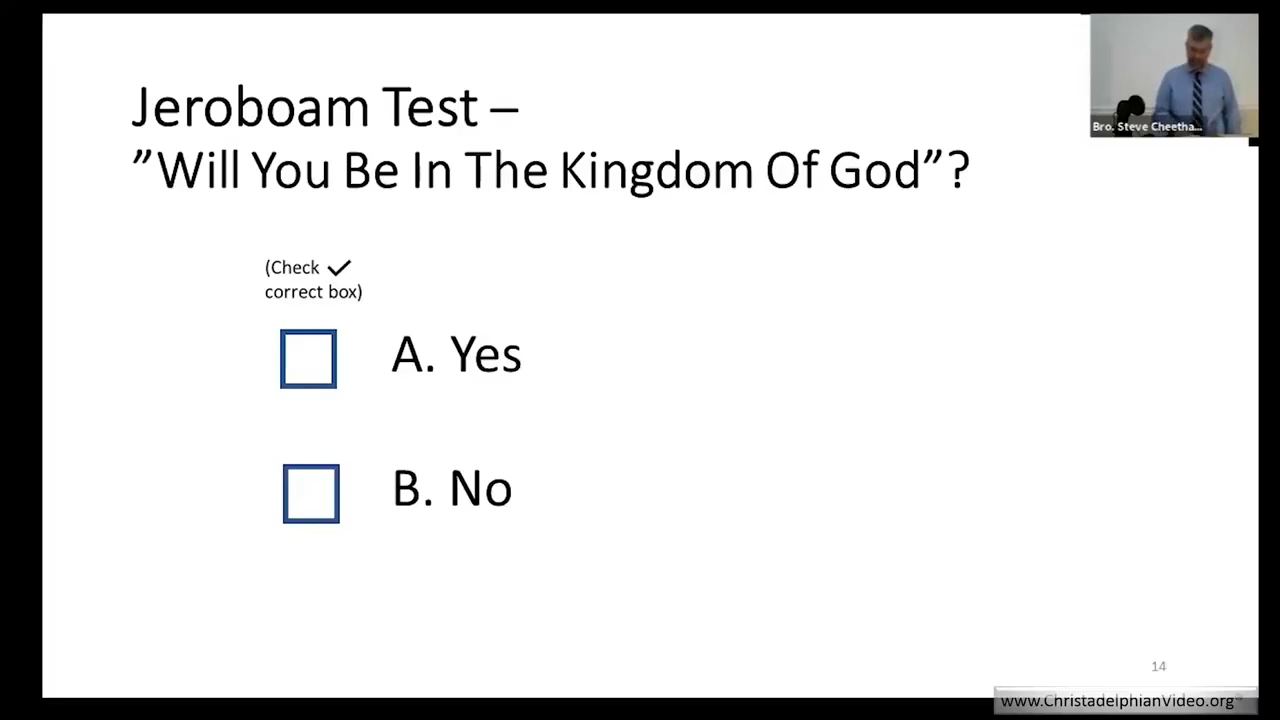 Jeroboam Test –
”Will You Be In The Kingdom Of God”?
Bro. Steve Cheetha...
(Check ✓
correct box)
A. Yes
B. No
14
www.ChristadelphianVideo.org®